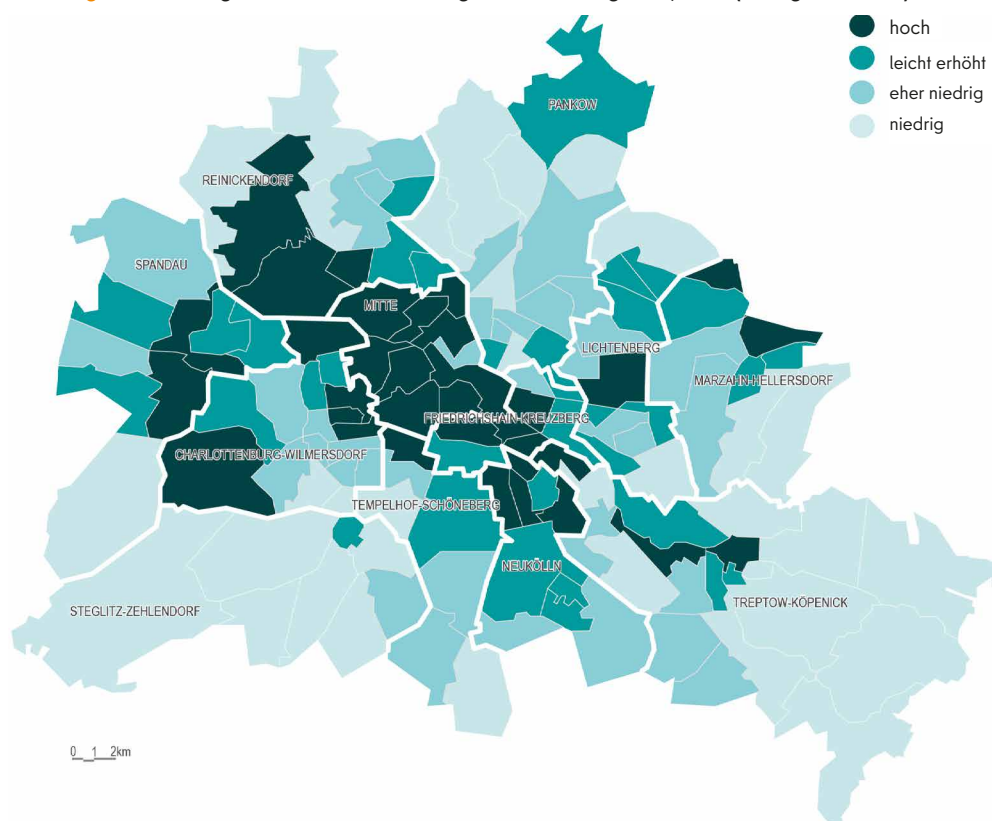 hoch
leicht erhöht
eher niedrig
niedrig
PANKOW
REINICKENDORF
SPANDAU
MITTE
LICHTENBERG
MARZAHN-HELLERSDORF
FRIEDRICHSHAIN-KREUZBERG
CHARLOTTENBURG-WILMERSDORF
TEMPELHOF-SCHÖNEBERG
NEUKÖLLN
STEGLITZ-ZEHLENDORF
TREPTOW-KÖPENICK
0 1 2km